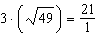 3 · (√49) = 21/1